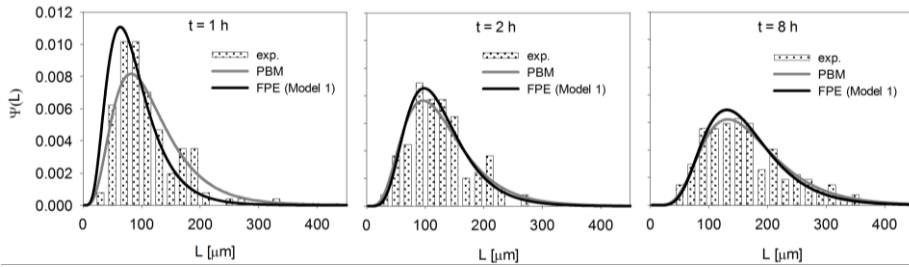 t = 1 h
exp.
PBM
FPE (Model 1)
Ψ(L)
0.012
0.010
0.008
0.006
0.004
0.002
0.000
0 100 200 300 400
L [μm]
t = 2 h
exp.
PBM
FPE (Model 1)
0 100 200 300 400
L [μm]
t = 8 h
exp.
PBM
FPE (Model 1)
0 100 200 300 400
L [μm]